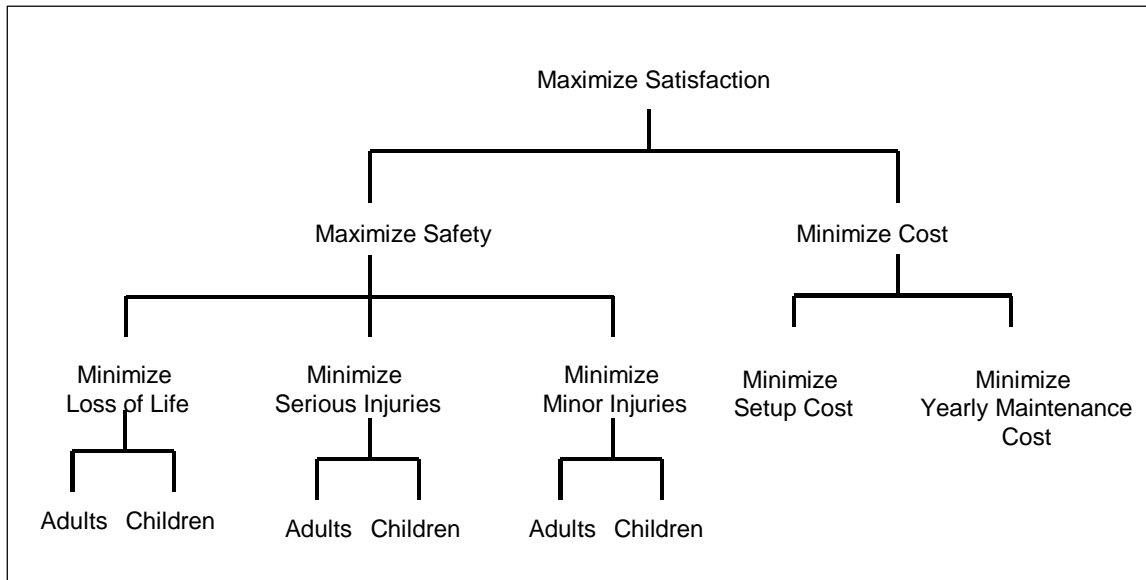 Maximize Satisfaction
Maximize Safety
Minimize Cost
Minimize
Loss of Life
Minimize
Serious Injuries
Minimize
Minor Injuries
Minimize
Setup Cost
Minimize
Yearly Maintenance
Cost
Adults Children
Adults Children
Adults Children